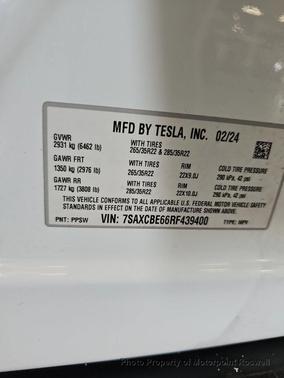 MFD BY TESLA, INC. 02/24
GVWR WITH TIRES
2931 kg (6462 lb) 265/35R22 & 285/35R22
GAWR FRT WITH TIRES RIM COLD TIRE PRESSURE
1350 kg (2976 lb) 265/35R22 22X9.0J 290 kPa, 42 psi
GAWR RR WITH TIRES RIM COLD TIRE PRESSURE
1727 kg (3808 lb) 285/35R22 22X10.0J 290 kPa, 42 psi
THIS VEHICLE CONFORMS TO ALL APPLICABLE U.S. FEDERAL MOTOR VEHICLE
SAFETY AND THEFT PREVENTION STANDARDS IN EFFECT ON THE DATE OF MANUFACTURE SHOWN ABOVE.
PNT: PPSW VIN: 7SAXCBE66RF439400 TYPE: MPV
Photo Property of Motorpoint Roswell